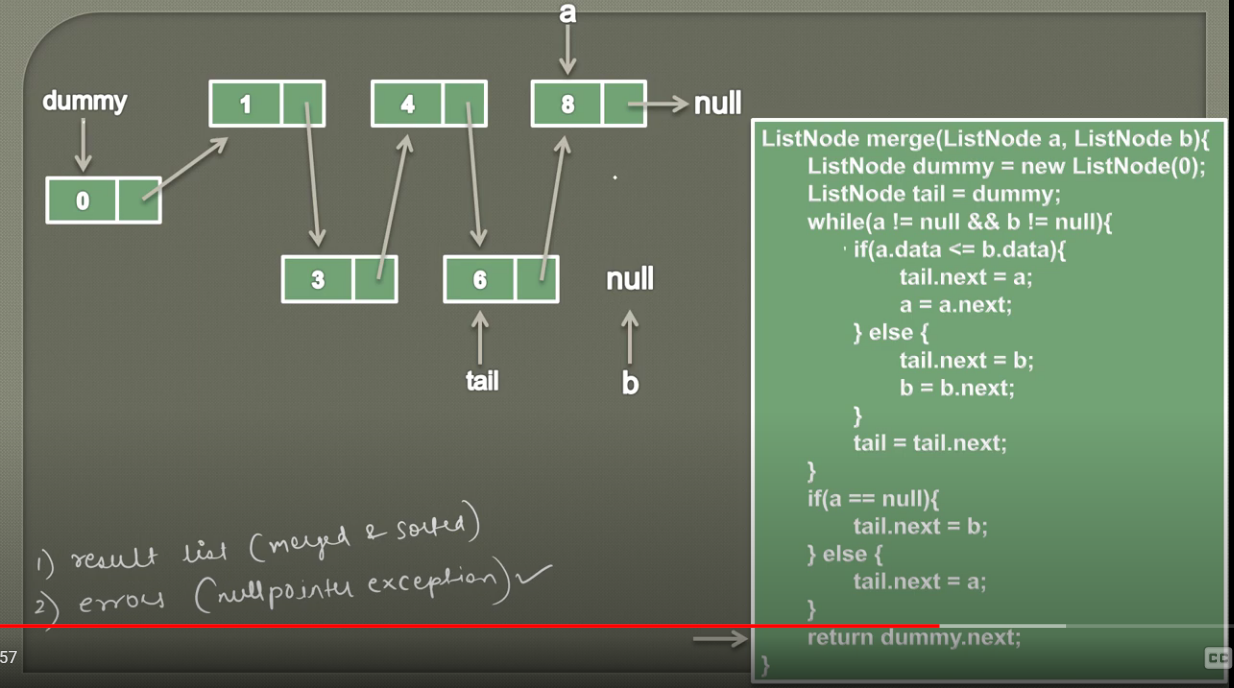 a
dummy
1
4
8
null
0
3
6
null
tail
b
ListNode merge(ListNode a, ListNode b){
ListNode dummy = new ListNode(0);
ListNode tail = dummy;
while(a != null && b != null){
if(a.data <= b.data){
tail.next = a;
a = a.next;
} else {
tail.next = b;
b = b.next;
}
tail = tail.next;
}
if(a == null){
tail.next = b;
} else {
tail.next = a;
}
return dummy.next;
}
1) result list (merged & sorted)
2) errors (nullpointer exception) ✓
57
CC